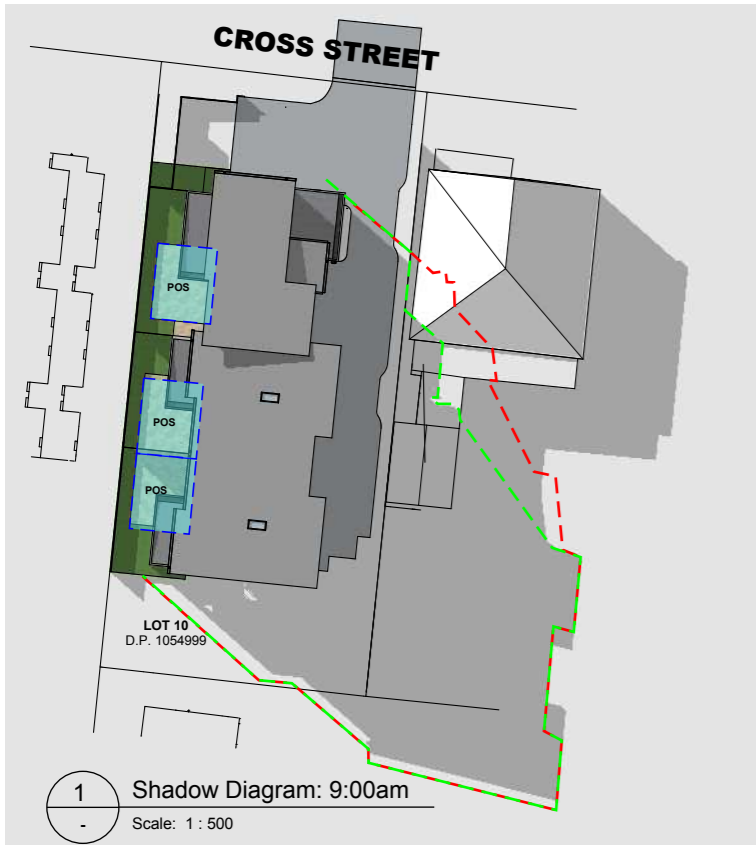 CROSS STREET
POS
POS
POS
LOT 10
D.P. 1054999
1
Shadow Diagram: 9:00am
-
Scale: 1 : 500